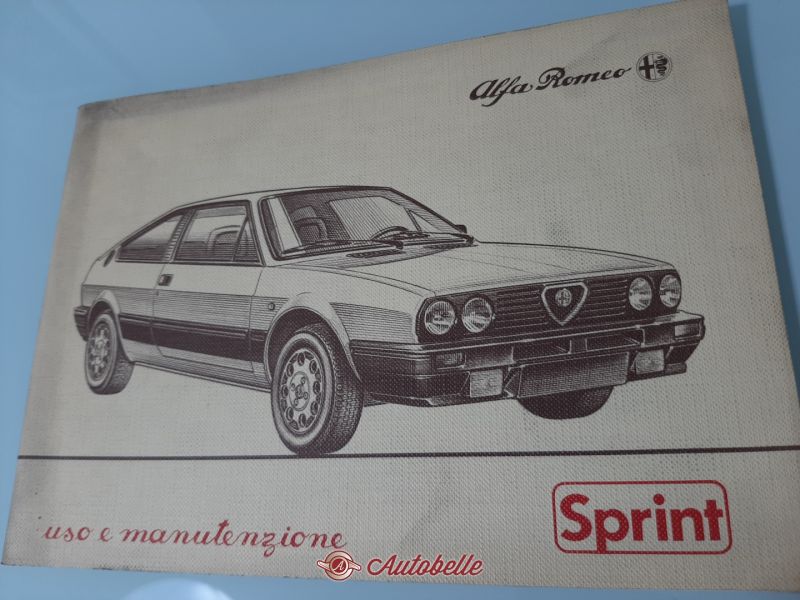 Alfa Romeo
Sprint
uso e manutenzione
Autobelle